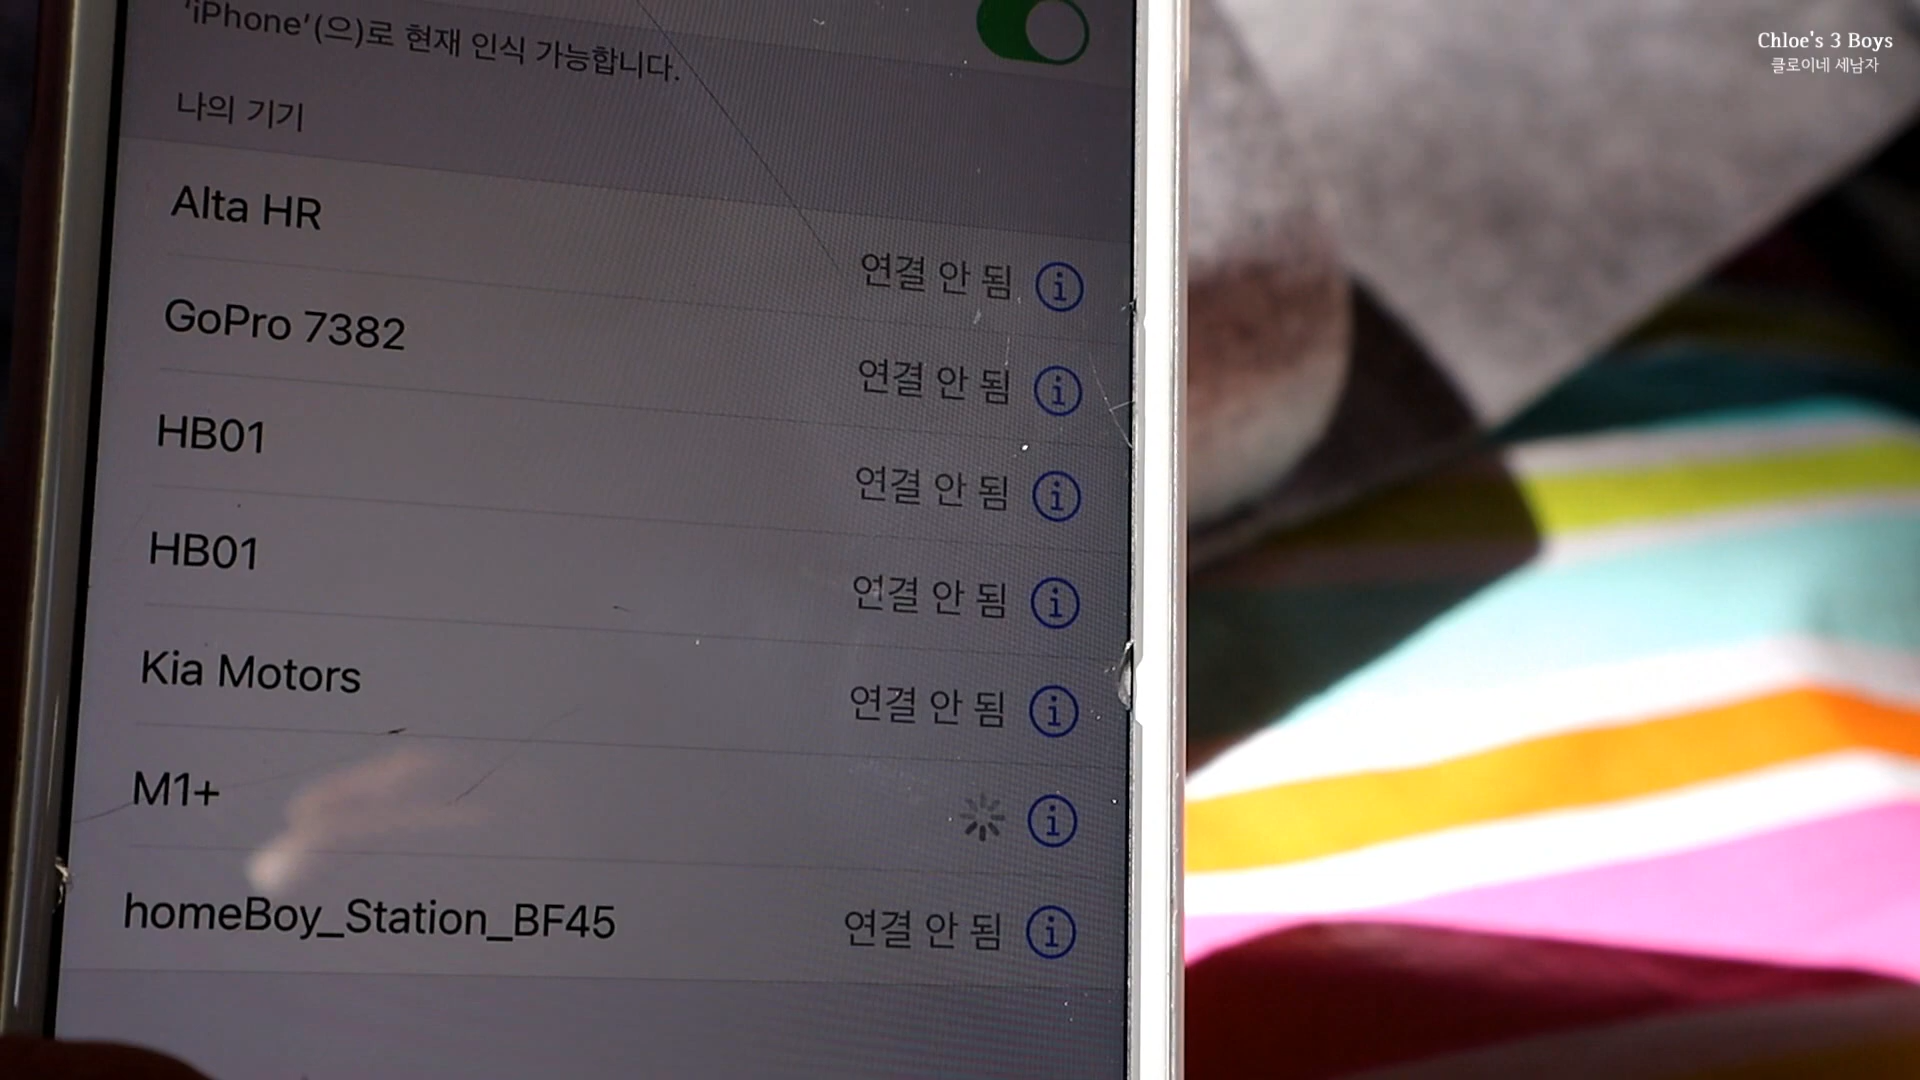 'iPhone'(으)로 현재 인식 가능합니다.
나의 기기
Alta HR
연결 안 됨
GoPro 7382
연결 안 됨
HB01
연결 안 됨
HB01
연결 안 됨
Kia Motors
연결 안 됨
M1+
homeBoy_Station_BF45
연결 안 됨
Chloe's 3 Boys
클로이네 세남자